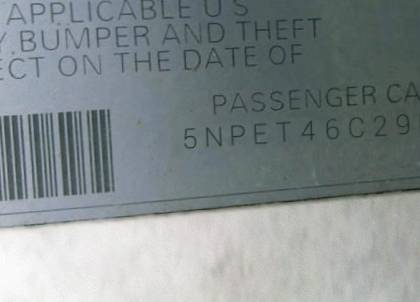 APPLICABLE U S
Y, BUMPER AND THEFT
ECT ON THE DATE OF
PASSENGER CA
5NPET46C29